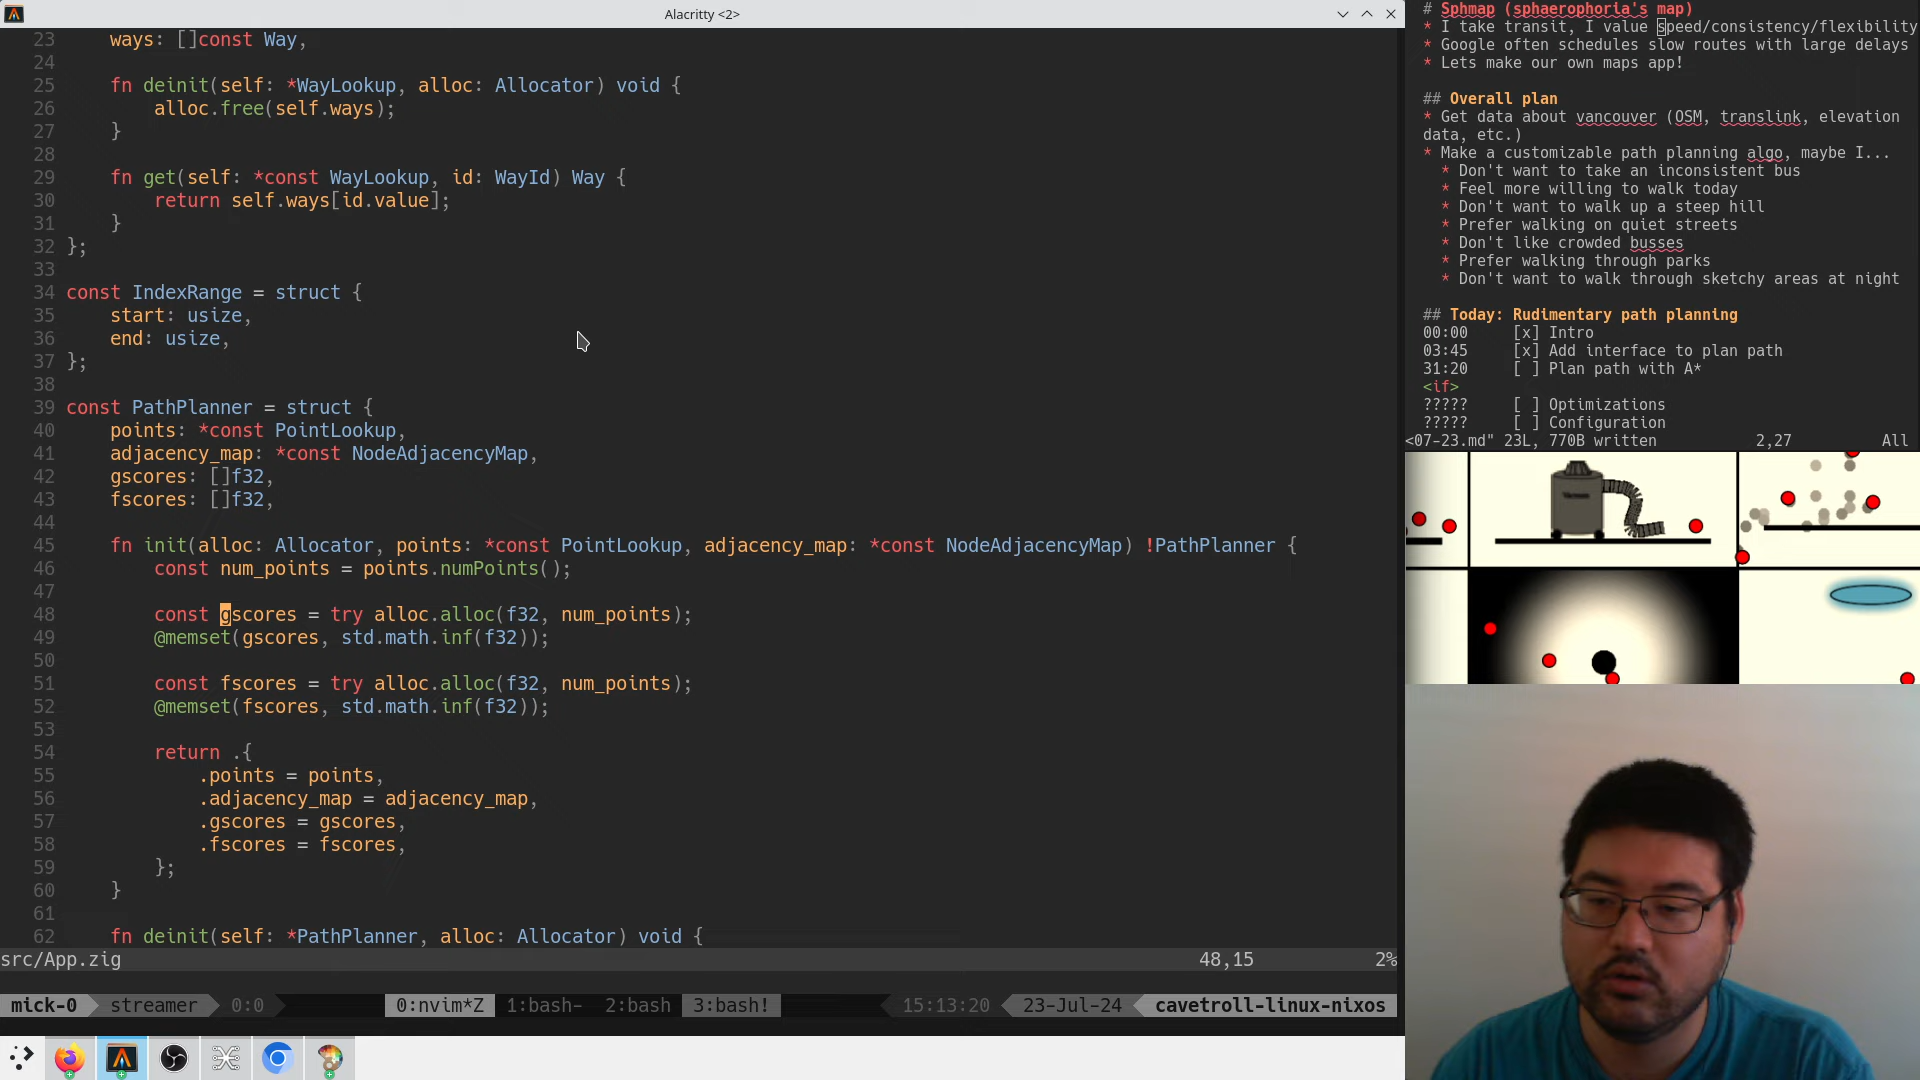 Alacritty <2>
23 ways: []const Way,
24
25 fn deinit(self: *WayLookup, alloc: Allocator) void {
26 alloc.free(self.ways);
27 }
28
29 fn get(self: *const WayLookup, id: WayId) Way {
30 return self.ways[id.value];
31 }
32 };
33
34 const IndexRange = struct {
35 start: usize,
36 end: usize,
37 };
38
39 const PathPlanner = struct {
40 points: *const PointLookup,
41 adjacency_map: *const NodeAdjacencyMap,
42 gscores: []f32,
43 fscores: []f32,
44
45 fn init(alloc: Allocator, points: *const PointLookup, adjacency_map: *const NodeAdjacencyMap) !PathPlanner {
46 const num_points = points.numPoints();
47
48 const gscores = try alloc.alloc(f32, num_points);
49 @memset(gscores, std.math.inf(f32));
50
51 const fscores = try alloc.alloc(f32, num_points);
52 @memset(fscores, std.math.inf(f32));
53
54 return .{
55 .points = points,
56 .adjacency_map = adjacency_map,
57 .gscores = gscores,
58 .fscores = fscores,
59 };
60 }
61
62 fn deinit(self: *PathPlanner, alloc: Allocator) void {
src/App.zig 48,15 2%
mick-0 streamer 0:0 0:nvim*Z 1:bash- 2:bash 3:bash! 15:13:20 23-Jul-24 cavetroll-linux-nixos
# Sphmap (sphaerophoria's map)
* I take transit, I value speed/consistency/flexibility
* Google often schedules slow routes with large delays
* Lets make our own maps app!
## Overall plan
* Get data about vancouver (OSM, translink, elevation
data, etc.)
* Make a customizable path planning algo, maybe I...
* Don't want to take an inconsistent bus
* Feel more willing to walk today
* Don't want to walk up a steep hill
* Prefer walking on quiet streets
* Don't like crowded busses
* Prefer walking through parks
* Don't want to walk through sketchy areas at night
## Today: Rudimentary path planning
00:00 [x] Intro
03:45 [x] Add interface to plan path
31:20 [ ] Plan path with A*
<if>
????? [ ] Optimizations
????? [ ] Configuration
<07-23.md" 23L, 770B written 2,27 All